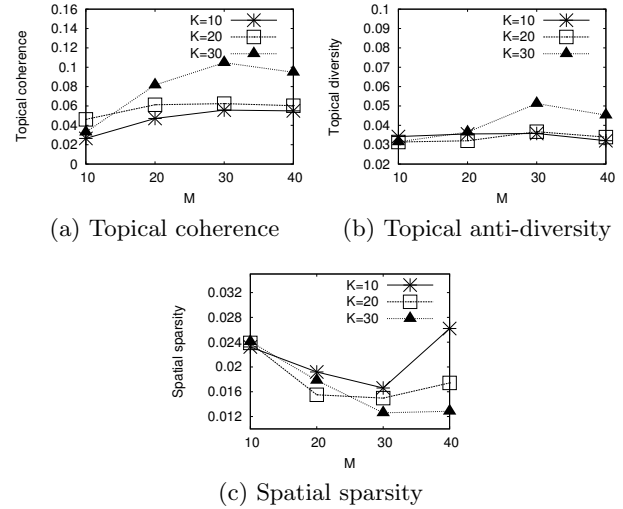 0.16
0.14
0.12
0.1
0.08
0.06
0.04
0.02
0
Topical coherence
K=10
K=20
K=30
10 20 30 40
M
(a) Topical coherence
0.1
0.09
0.08
0.07
0.06
0.05
0.04
0.03
0.02
Topical diversity
K=10
K=20
K=30
10 20 30 40
M
(b) Topical anti-diversity
0.032
0.028
0.024
0.02
0.016
0.012
Spatial sparsity
K=10
K=20
K=30
10 20 30 40
M
(c) Spatial sparsity